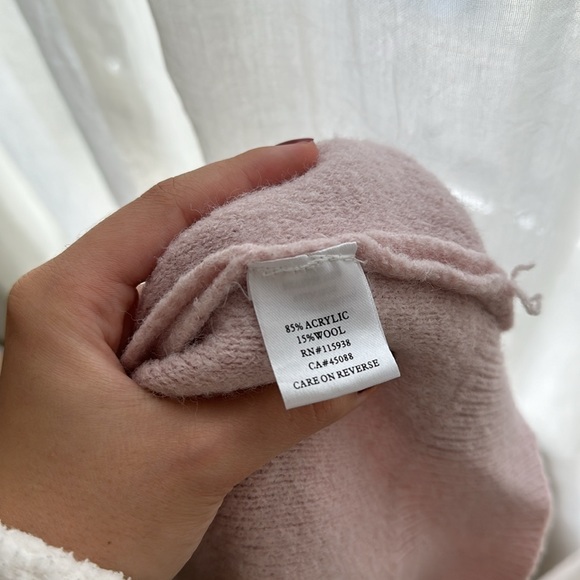 85% ACRYLIC
15% WOOL
RN#115938
CA#45088
CARE ON REVERSE